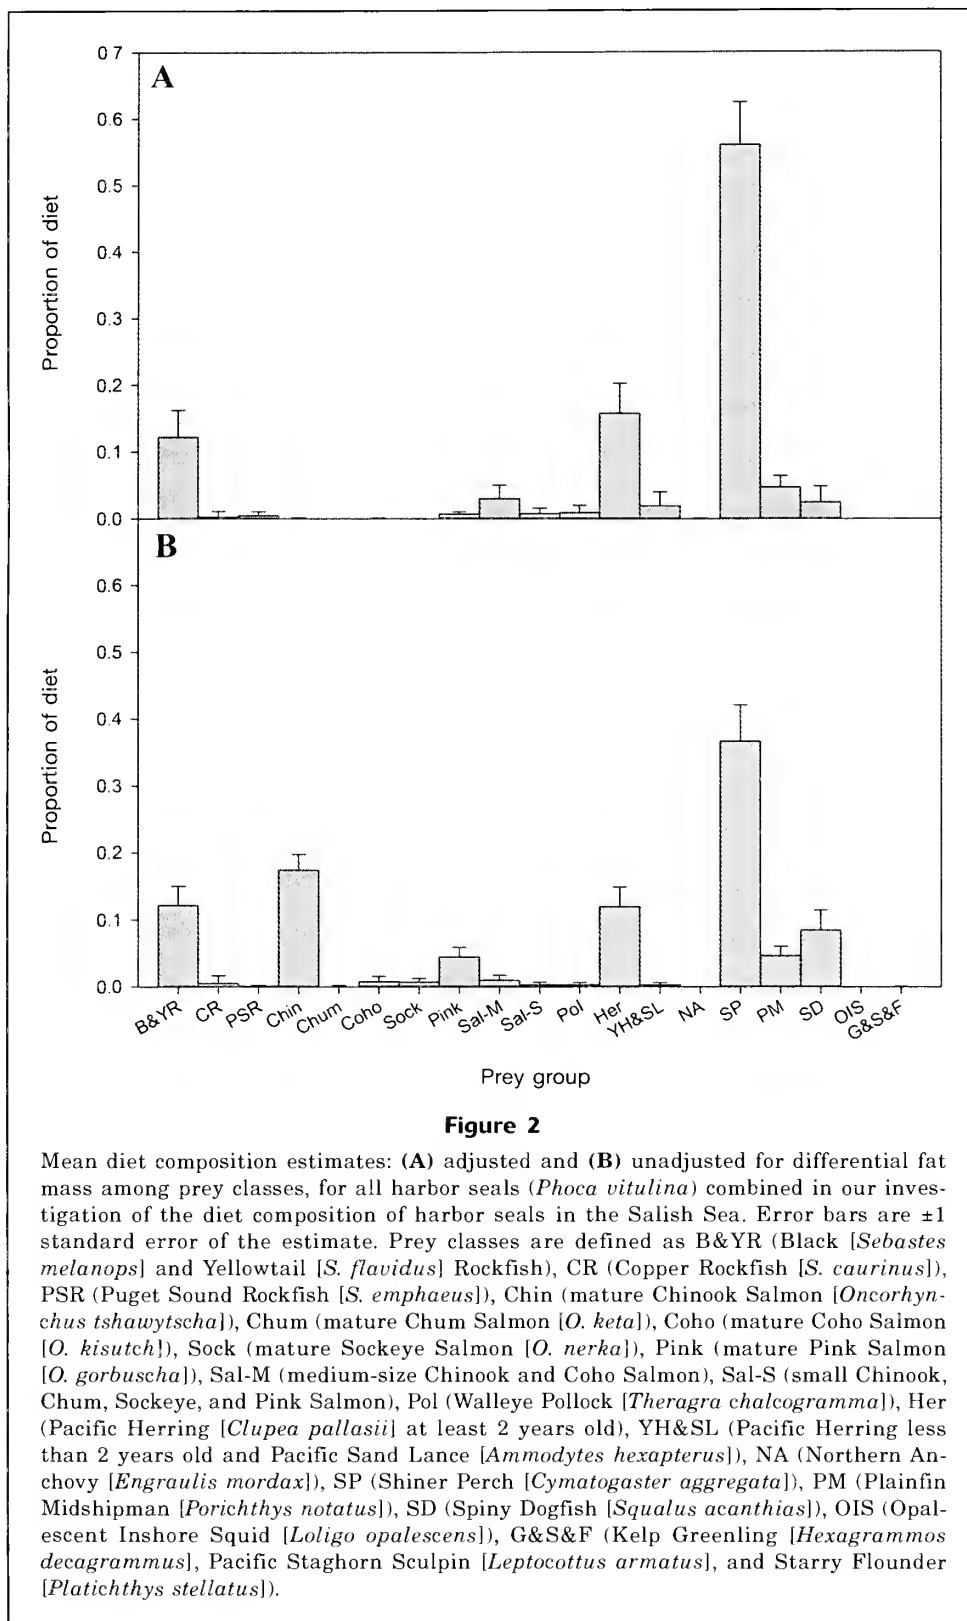 A
0.7
0.6
0.5
0.4
0.3
0.2
0.1
0.0
Proportion of diet
B
0.6
0.5
0.4
0.3
0.2
0.1
0.0
Proportion of diet
B&YR CR PSR Chin Chum Coho Sock Pink Sal-M Sal-S Pol Her YH&SL NA SP PM SD OIS G&S&F
Prey group
Figure 2
Mean diet composition estimates: (A) adjusted and (B) unadjusted for differential fat
mass among prey classes, for all harbor seals (Phoca vitulina) combined in our inves-
tigation of the diet composition of harbor seals in the Salish Sea. Error bars are ±1
standard error of the estimate. Prey classes are defined as B&YR (Black [Sebastes
melanops] and Yellowtail [S. flavidus] Rockfish), CR (Copper Rockfish [S. caurinus]),
PSR (Puget Sound Rockfish [S. emphaeus]), Chin (mature Chinook Salmon [Oncorhyn-
chus tshawytscha]), Chum (mature Chum Salmon [O. keta]), Coho (mature Coho Salmon
[O. kisutch]), Sock (mature Sockeye Salmon [O. nerka]), Pink (mature Pink Salmon
[O. gorbuscha]), Sal-M (medium-size Chinook and Coho Salmon), Sal-S (small Chinook,
Chum, Sockeye, and Pink Salmon), Pol (Walleye Pollock [Theragra chalcogramma]), Her
(Pacific Herring [Clupea pallasii] at least 2 years old), YH&SL (Pacific Herring less
than 2 years old and Pacific Sand Lance [Ammodytes hexapterus]), NA (Northern An-
chovy [Engraulis mordax]), SP (Shiner Perch [Cymatogaster aggregata]), PM (Plainfin
Midshipman [Porichthys notatus]), SD (Spiny Dogfish [Squalus acanthias]), OIS (Opal-
escent Inshore Squid [Loligo opalescens]), G&S&F (Kelp Greenling [Hexagrammos
decagrammus], Pacific Staghorn Sculpin [Leptocottus armatus], and Starry Flounder
[Platichthys stellatus]).